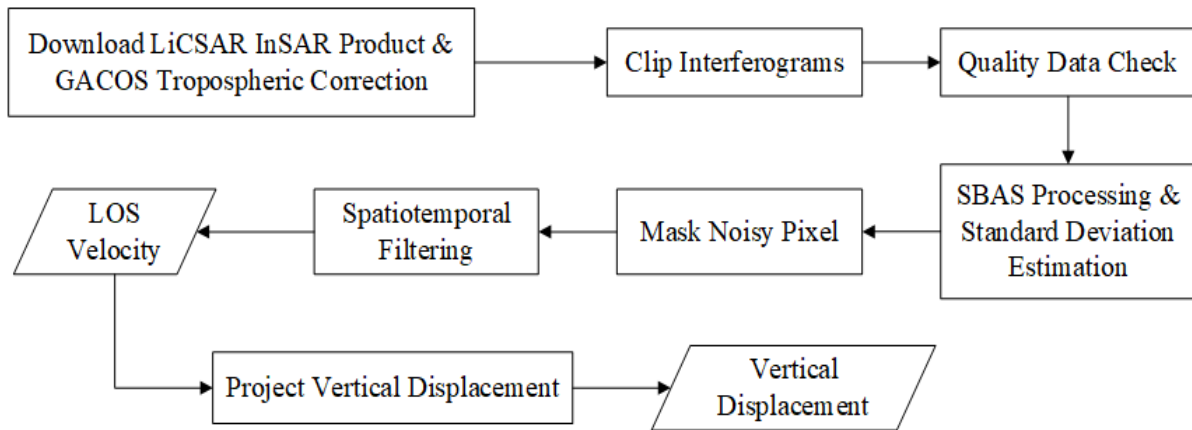 Download LiCSAR InSAR Product &
GACOS Tropospheric Correction
Clip Interferograms
Quality Data Check
SBAS Processing &
Standard Deviation
Estimation
Mask Noisy Pixel
Spatiotemporal
Filtering
LOS
Velocity
Project Vertical Displacement
Vertical
Displacement